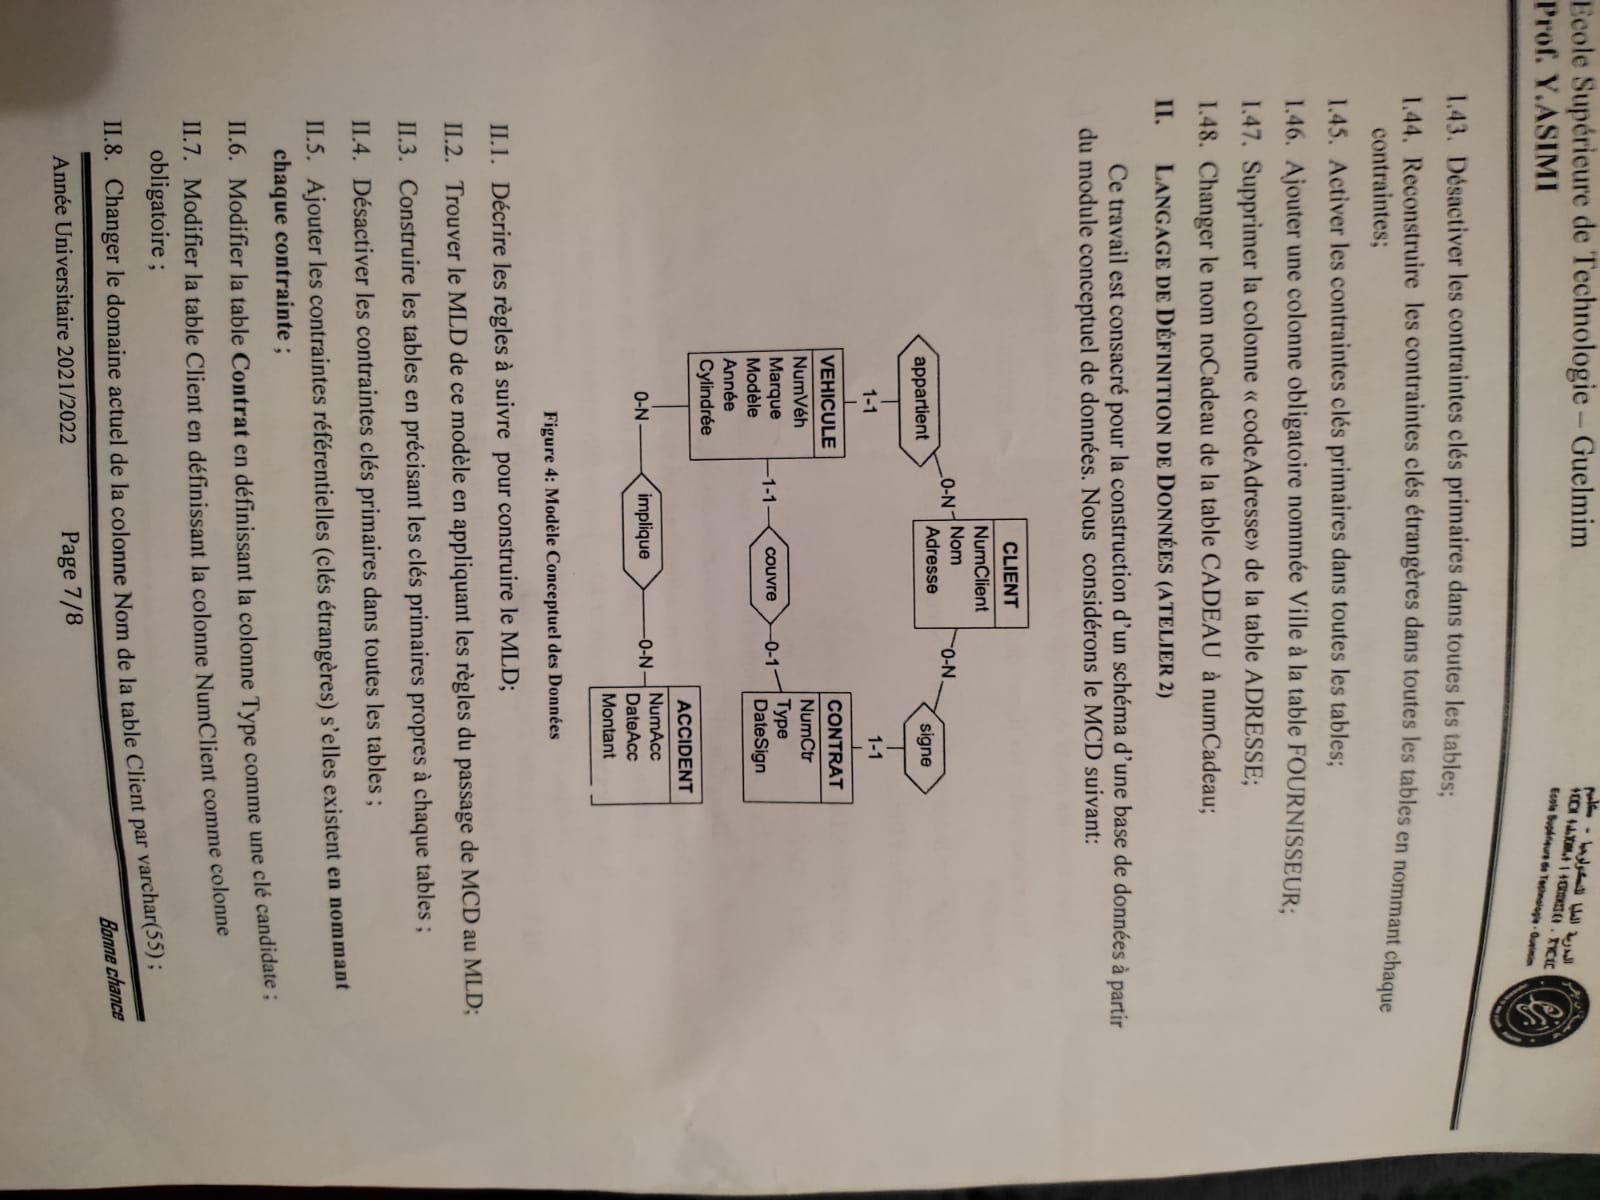 Ecole Supérieure de Technologie – Guelmim
Prof. Y.ASIMI
المدرسة العليا للتكنولوجيا - كلميم
Ecole Supérieure de Technologie - Guelmim
I.43. Désactiver les contraintes clés primaires dans toutes les tables;
I.44. Reconstruire les contraintes clés étrangères dans toutes les tables en nommant chaque
contraintes;
I.45. Activer les contraintes clés primaires dans toutes les tables;
I.46. Ajouter une colonne obligatoire nommée Ville à la table FOURNISSEUR;
I.47. Supprimer la colonne « codeAdresse» de la table ADRESSE;
I.48. Changer le nom noCadeau de la table CADEAU à numCadeau;
II. LANGAGE DE DÉFINITION DE DONNÉES (ATELIER 2)
Ce travail est consacré pour la construction d'un schéma d'une base de données à partir
du module conceptuel de données. Nous considérons le MCD suivant:
CLIENT
NumClient
Nom
Adresse
0-N
0-N
appartient
signe
1-1
1-1
VEHICULE
NumVéh
Marque
Modèle
Année
Cylindrée
1-1
couvre
0-1
CONTRAT
NumCtr
Type
DateSign
ACCIDENT
NumAcc
DateAcc
Montant
0-N
implique
0-N
Figure 4: Modèle Conceptuel des Données
II.1. Décrire les règles à suivre pour construire le MLD;
II.2. Trouver le MLD de ce modèle en appliquant les règles du passage de MCD au MLD;
II.3. Construire les tables en précisant les clés primaires propres à chaque tables ;
II.4. Désactiver les contraintes clés primaires dans toutes les tables ;
II.5. Ajouter les contraintes référentielles (clés étrangères) s'elles existent en nommant
chaque contrainte ;
II.6. Modifier la table Contrat en définissant la colonne Type comme une clé candidate ;
II.7. Modifier la table Client en définissant la colonne NumClient comme colonne
obligatoire ;
II.8. Changer le domaine actuel de la colonne Nom de la table Client par varchar(55) ;
Bonne chance
Année Universitaire 2021/2022
Page 7/8